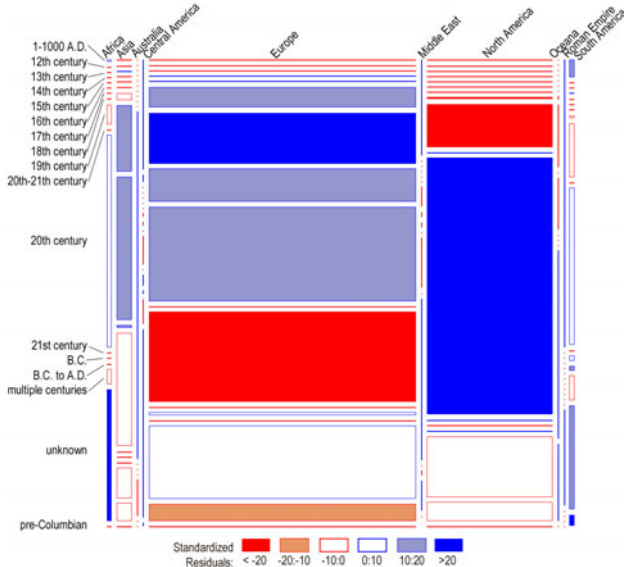 Africa
Asia
Australia
Central America
Europe
Middle East
North America
Oceana
Roman Empire
South America
1-1000 A.D.
12th century
13th century
14th century
15th century
16th century
17th century
18th century
19th century
20th-21th century
20th century
21st century
B.C.
B.C. to A.D.
multiple centuries
unknown
pre-Columbian
Standardized
Residuals:
< -20
-20:-10
-10:0
0:10
10:20
>20